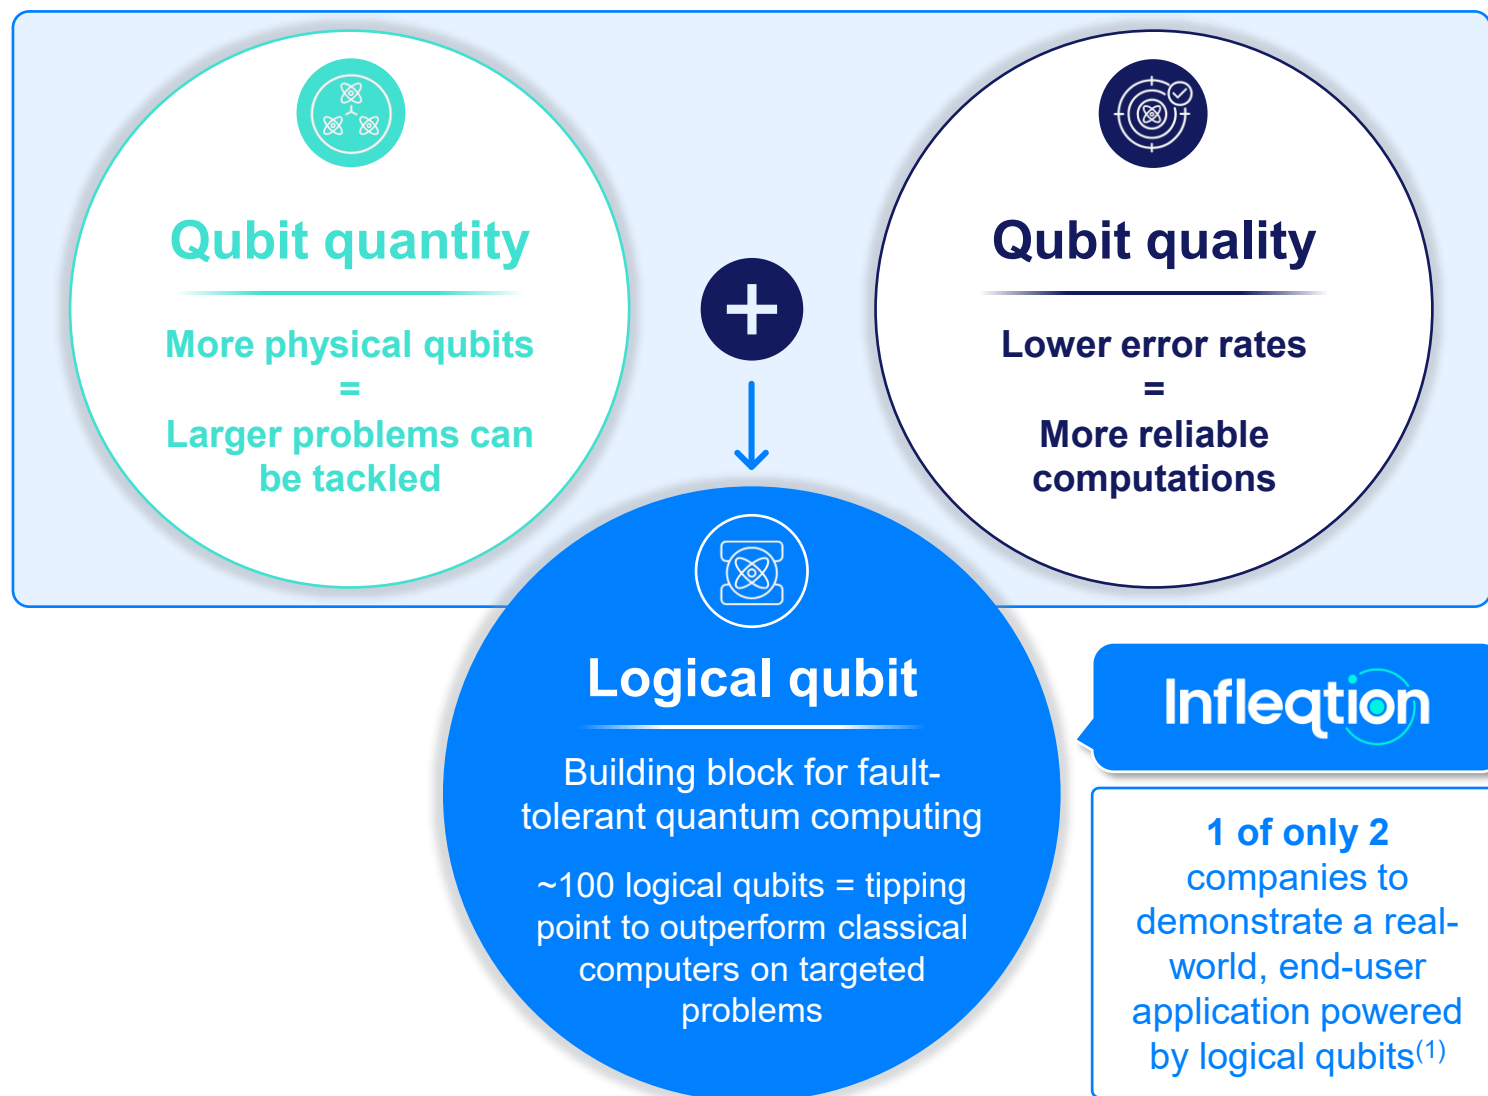 Qubit quantity
More physical qubits
=
Larger problems can
be tackled
+
Qubit quality
Lower error rates
=
More reliable
computations
Logical qubit
Building block for fault-
tolerant quantum computing
~100 logical qubits = tipping
point to outperform classical
computers on targeted
problems
Infleqtion
1 of only 2
companies to
demonstrate a real-
world, end-user
application powered
by logical qubits(1)